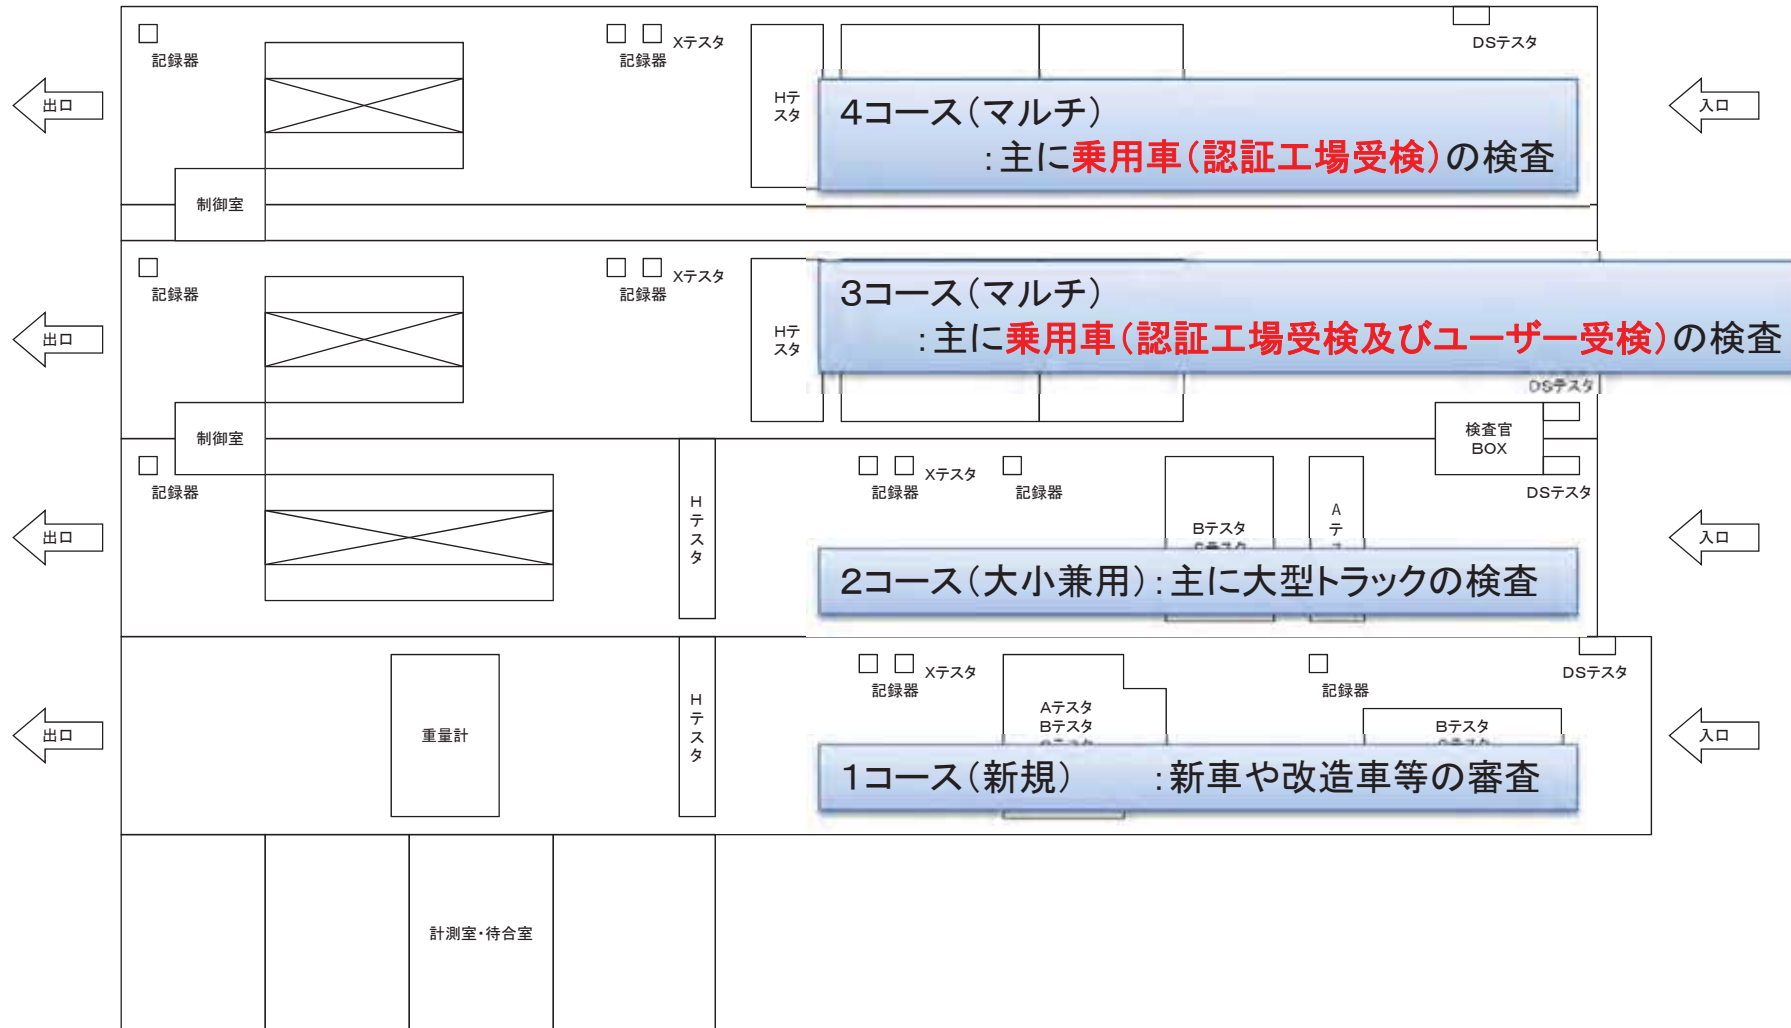 DSテスタ
記録器
記録器
Xテスタ
Hテ
スタ
4コース(マルチ)
:主に乗用車(認証工場受検)の検査
出口
入口
制御室
記録器
記録器
Xテスタ
Hテ
スタ
3コース(マルチ)
:主に乗用車(認証工場受検及びユーザー受検)の検査
出口
DSテスタ
制御室
検査官
BOX
DSテスタ
記録器
Hテスタ
記録器
Xテスタ
記録器
Bテスタ
Aテ
2コース(大小兼用):主に大型トラックの検査
出口
入口
重量計
Hテスタ
記録器
Xテスタ
Aテスタ
Bテスタ
記録器
Bテスタ
DSテスタ
1コース(新規) :新車や改造車等の審査
出口
入口
計測室・待合室